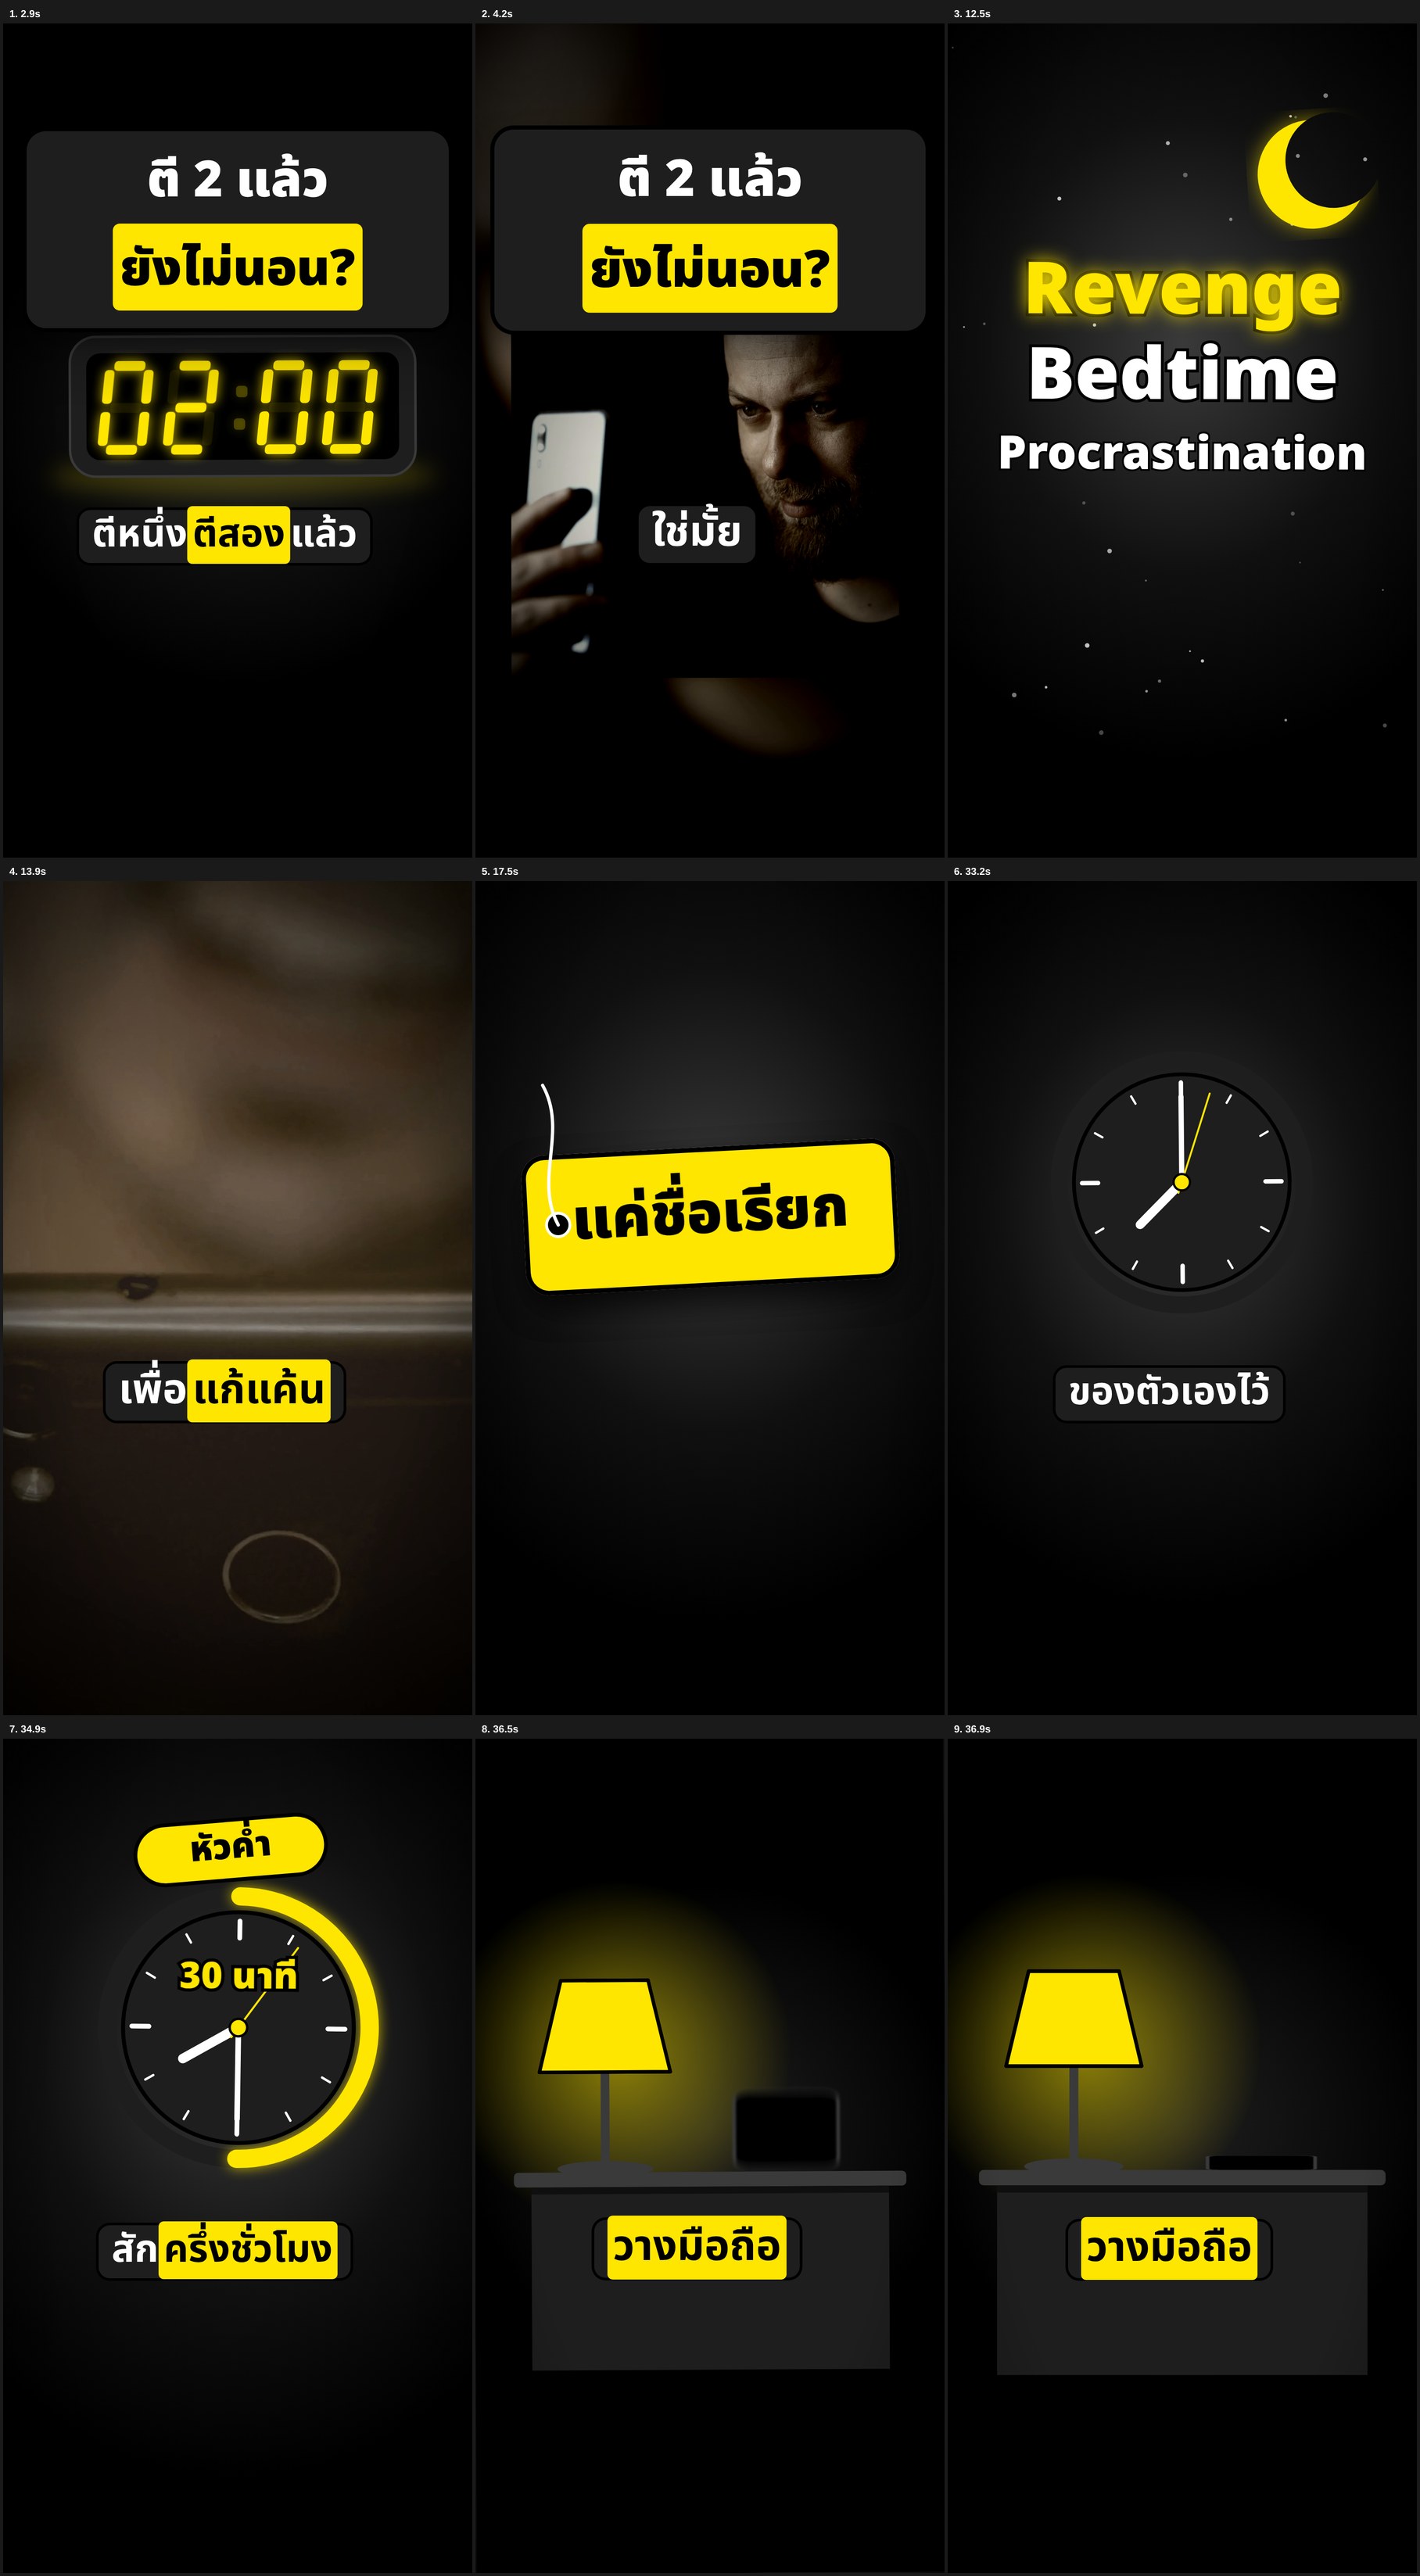 1. 2.9s
ตี 2 แล้ว
ยังไม่นอน?
02:00
ตีหนึ่งตีสองแล้ว
2. 4.2s
ตี 2 แล้ว
ยังไม่นอน?
ใช่มั้ย
3. 12.5s
Revenge
Bedtime
Procrastination
4. 13.9s
เพื่อแก้แค้น
5. 17.5s
แค่ชื่อเรียก
6. 33.2s
ของตัวเองไว้
7. 34.9s
หัวค่ำ
30 นาที
สักครึ่งชั่วโมง
8. 36.5s
วางมือถือ
9. 36.9s
วางมือถือ